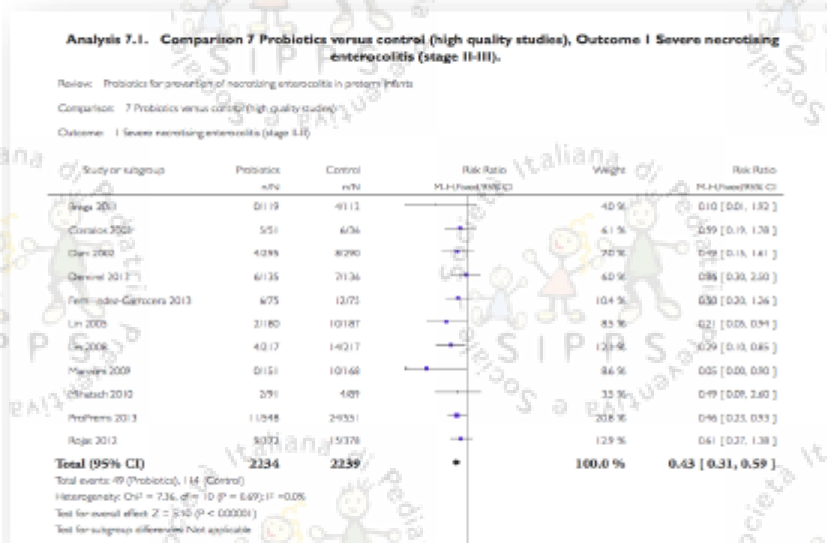 Analysis 7.1. Comparison 7 Probiotics versus control (high quality studies), Outcome 1 Severe necrotising
enterocolitis (stage II-III).
Review: Probiotics for prevention of necrotizing enterocolitis in preterm infants
Comparison: 7 Probiotics versus control (high quality studies)
Outcome: 1 Severe necrotising enterocolitis (stage II-III)
Study or subgroup Probiotics Control Risk Ratio Weight Risk Ratio
n/N n/N M-H,Fixed,95% CI M-H,Fixed,95% CI
Braga 2011 0/119 4/112 4.0 % 0.10 [ 0.01, 1.92 ]
Costalos 2003 5/51 6/36 6.1 % 0.59 [ 0.19, 1.78 ]
Dani 2002 4/295 8/290 7.0 % 0.49 [ 0.15, 1.61 ]
Demirel 2013 6/135 7/136 6.0 % 0.86 [ 0.30, 2.50 ]
Fernandez-Carrocera 2013 6/75 12/75 10.4 % 0.50 [ 0.20, 1.26 ]
Lin 2005 2/180 10/187 8.5 % 0.21 [ 0.05, 0.94 ]
Lin 2008 4/217 14/217 12.1 % 0.29 [ 0.10, 0.85 ]
Manzoni 2009 0/151 10/168 8.6 % 0.05 [ 0.00, 0.90 ]
Mihatsch 2010 2/91 4/89 3.5 % 0.49 [ 0.09, 2.60 ]
ProPrems 2013 11/548 24/551 20.8 % 0.46 [ 0.23, 0.93 ]
Rojas 2012 9/372 15/378 12.9 % 0.61 [ 0.27, 1.38 ]
Total (95% CI) 2234 2239 100.0 % 0.43 [ 0.31, 0.59 ]
Total events: 49 (Probiotics), 114 (Control)
Heterogeneity: Chi² = 7.36, df = 10 (P = 0.69); I² =0.0%
Test for overall effect: Z = 5.10 (P < 0.00001)
Test for subgroup differences: Not applicable